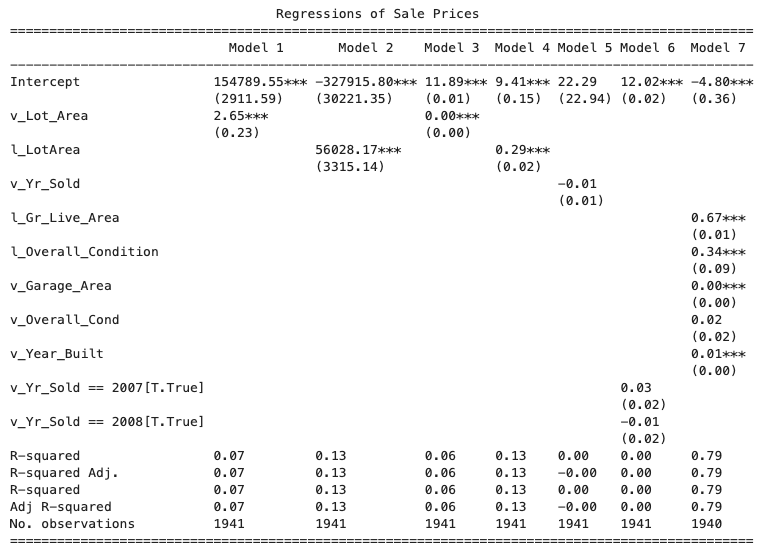 Regressions of Sale Prices
==========================================================================================
Model 1 Model 2 Model 3 Model 4 Model 5 Model 6 Model 7
------------------------------------------------------------------------------------------
Intercept 154789.55*** -327915.80*** 11.89*** 9.41*** 22.29 12.02*** -4.80***
(2911.59) (30221.35) (0.01) (0.15) (22.94) (0.02) (0.36)
v_Lot_Area 2.65*** 0.00***
(0.23) (0.00)
l_LotArea 56028.17*** 0.29***
(3315.14) (0.02)
v_Yr_Sold -0.01
(0.01)
l_Gr_Live_Area 0.67***
(0.01)
l_Overall_Condition 0.34***
(0.09)
v_Garage_Area 0.00***
(0.00)
v_Overall_Cond 0.02
(0.02)
v_Year_Built 0.01***
(0.00)
v_Yr_Sold == 2007[T.True] 0.03
(0.02)
v_Yr_Sold == 2008[T.True] -0.01
(0.02)
R-squared 0.07 0.13 0.06 0.13 0.00 0.00 0.79
R-squared Adj. 0.07 0.13 0.06 0.13 -0.00 0.00 0.79
R-squared 0.07 0.13 0.06 0.13 0.00 0.00 0.79
Adj R-squared 0.07 0.13 0.06 0.13 -0.00 0.00 0.79
No. observations 1941 1941 1941 1941 1941 1941 1940
==========================================================================================